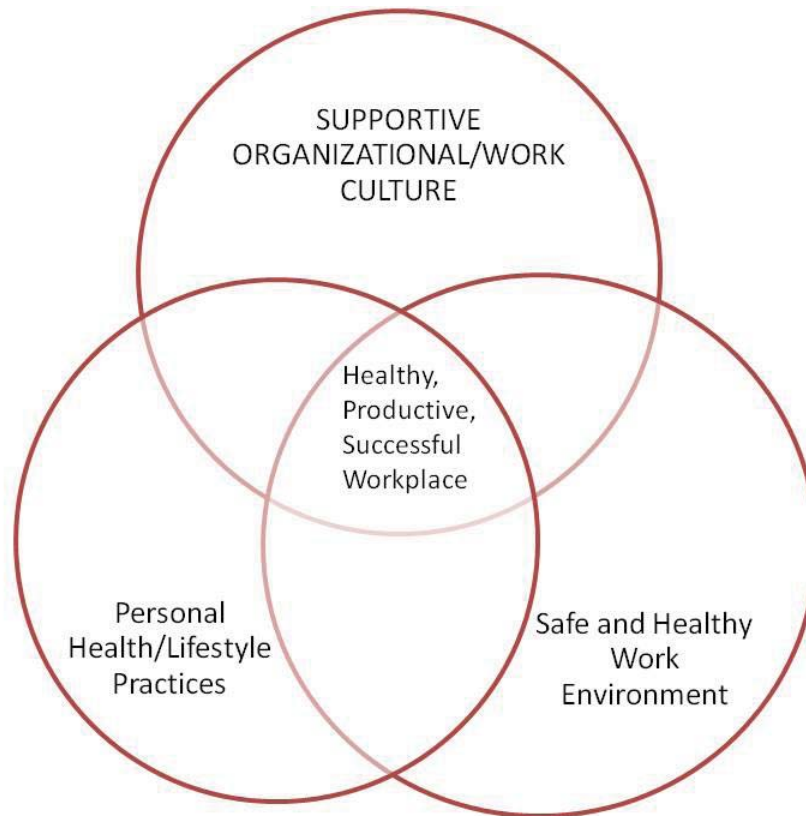 SUPPORTIVE
ORGANIZATIONAL/WORK
CULTURE
Healthy,
Productive,
Successful
Workplace
Personal
Health/Lifestyle
Practices
Safe and Healthy
Work
Environment